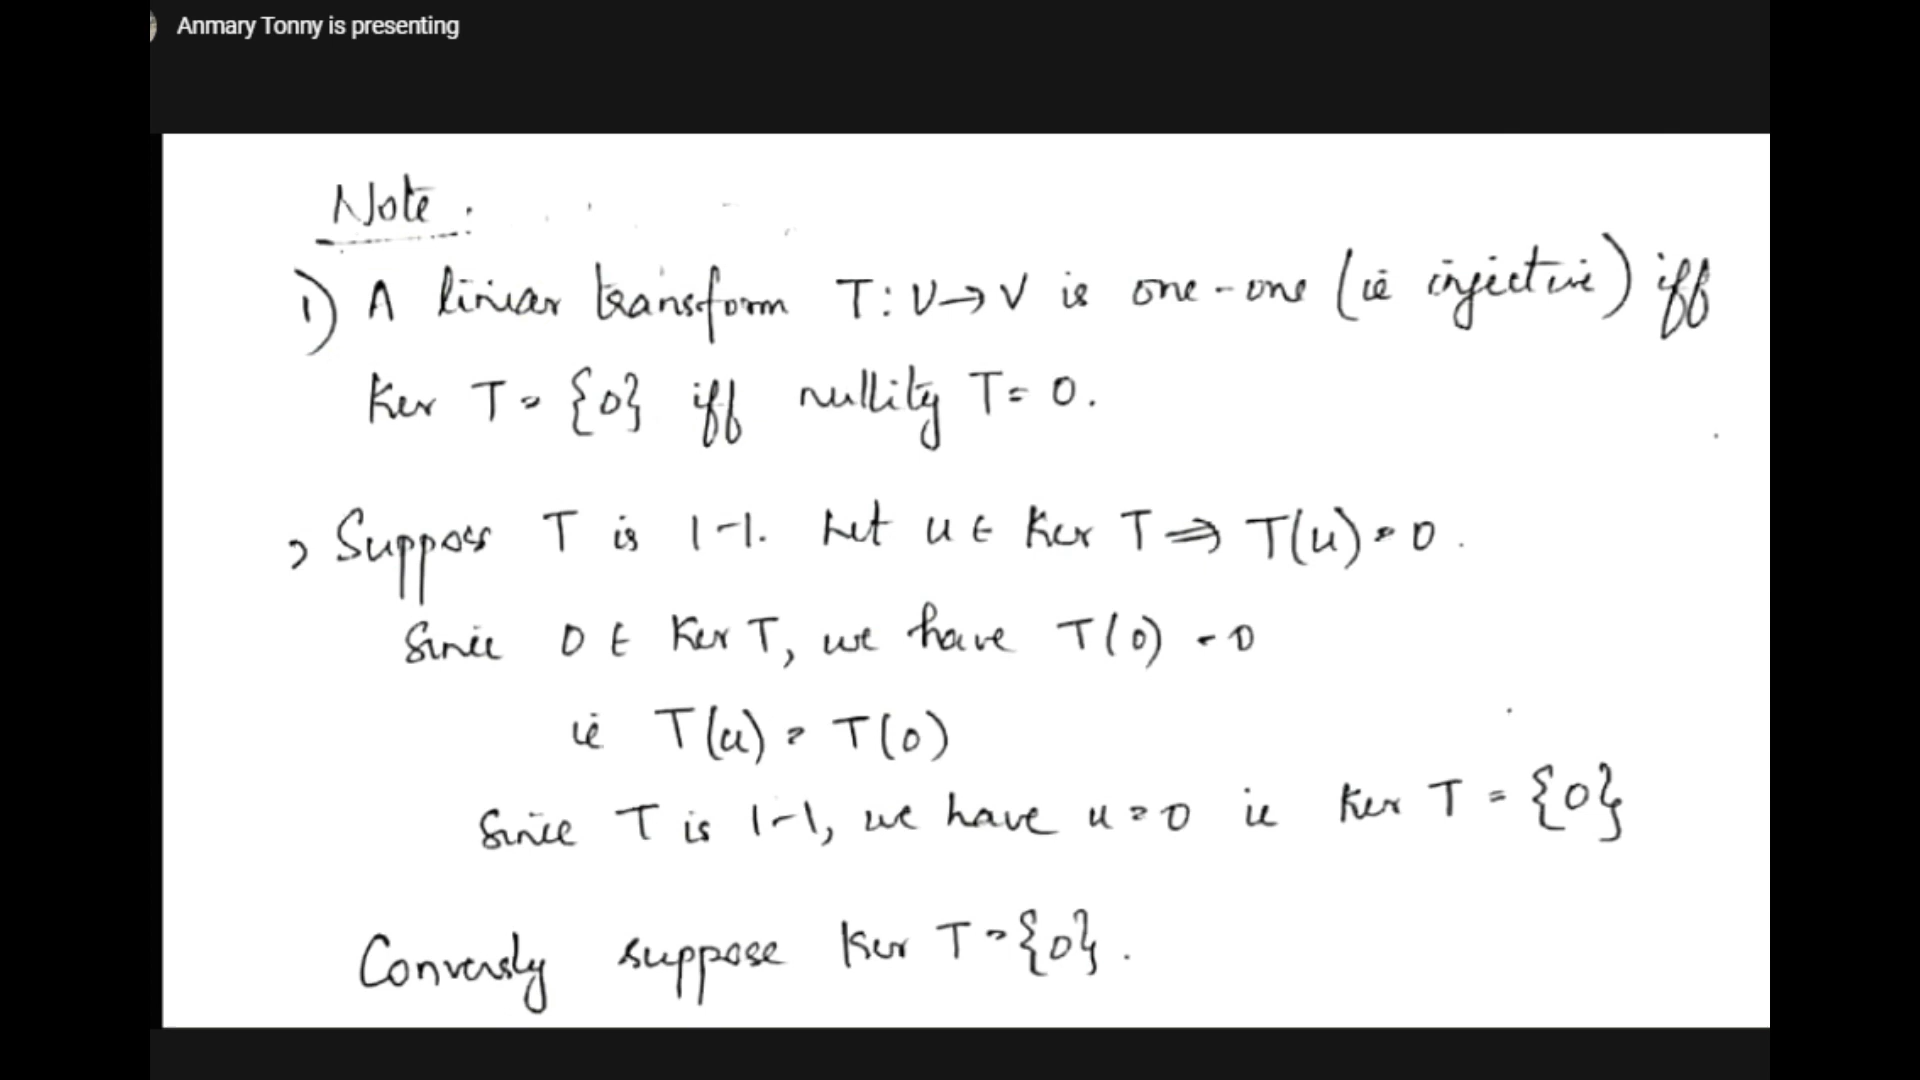 Anmary Tonny is presenting
Note:
1) A linear transform T: U→V is one-one (ie injective) iff
Ker T = {0} iff nullity T = 0.
, Suppose T is 1-1. Let u ∈ Ker T ⇒ T(u) = 0.
Since 0 ∈ Ker T, we have T(0) = 0
ie T(u) = T(0)
Since T is 1-1, we have u = 0 ie Ker T = {0}
Conversly suppose Ker T = {0}.